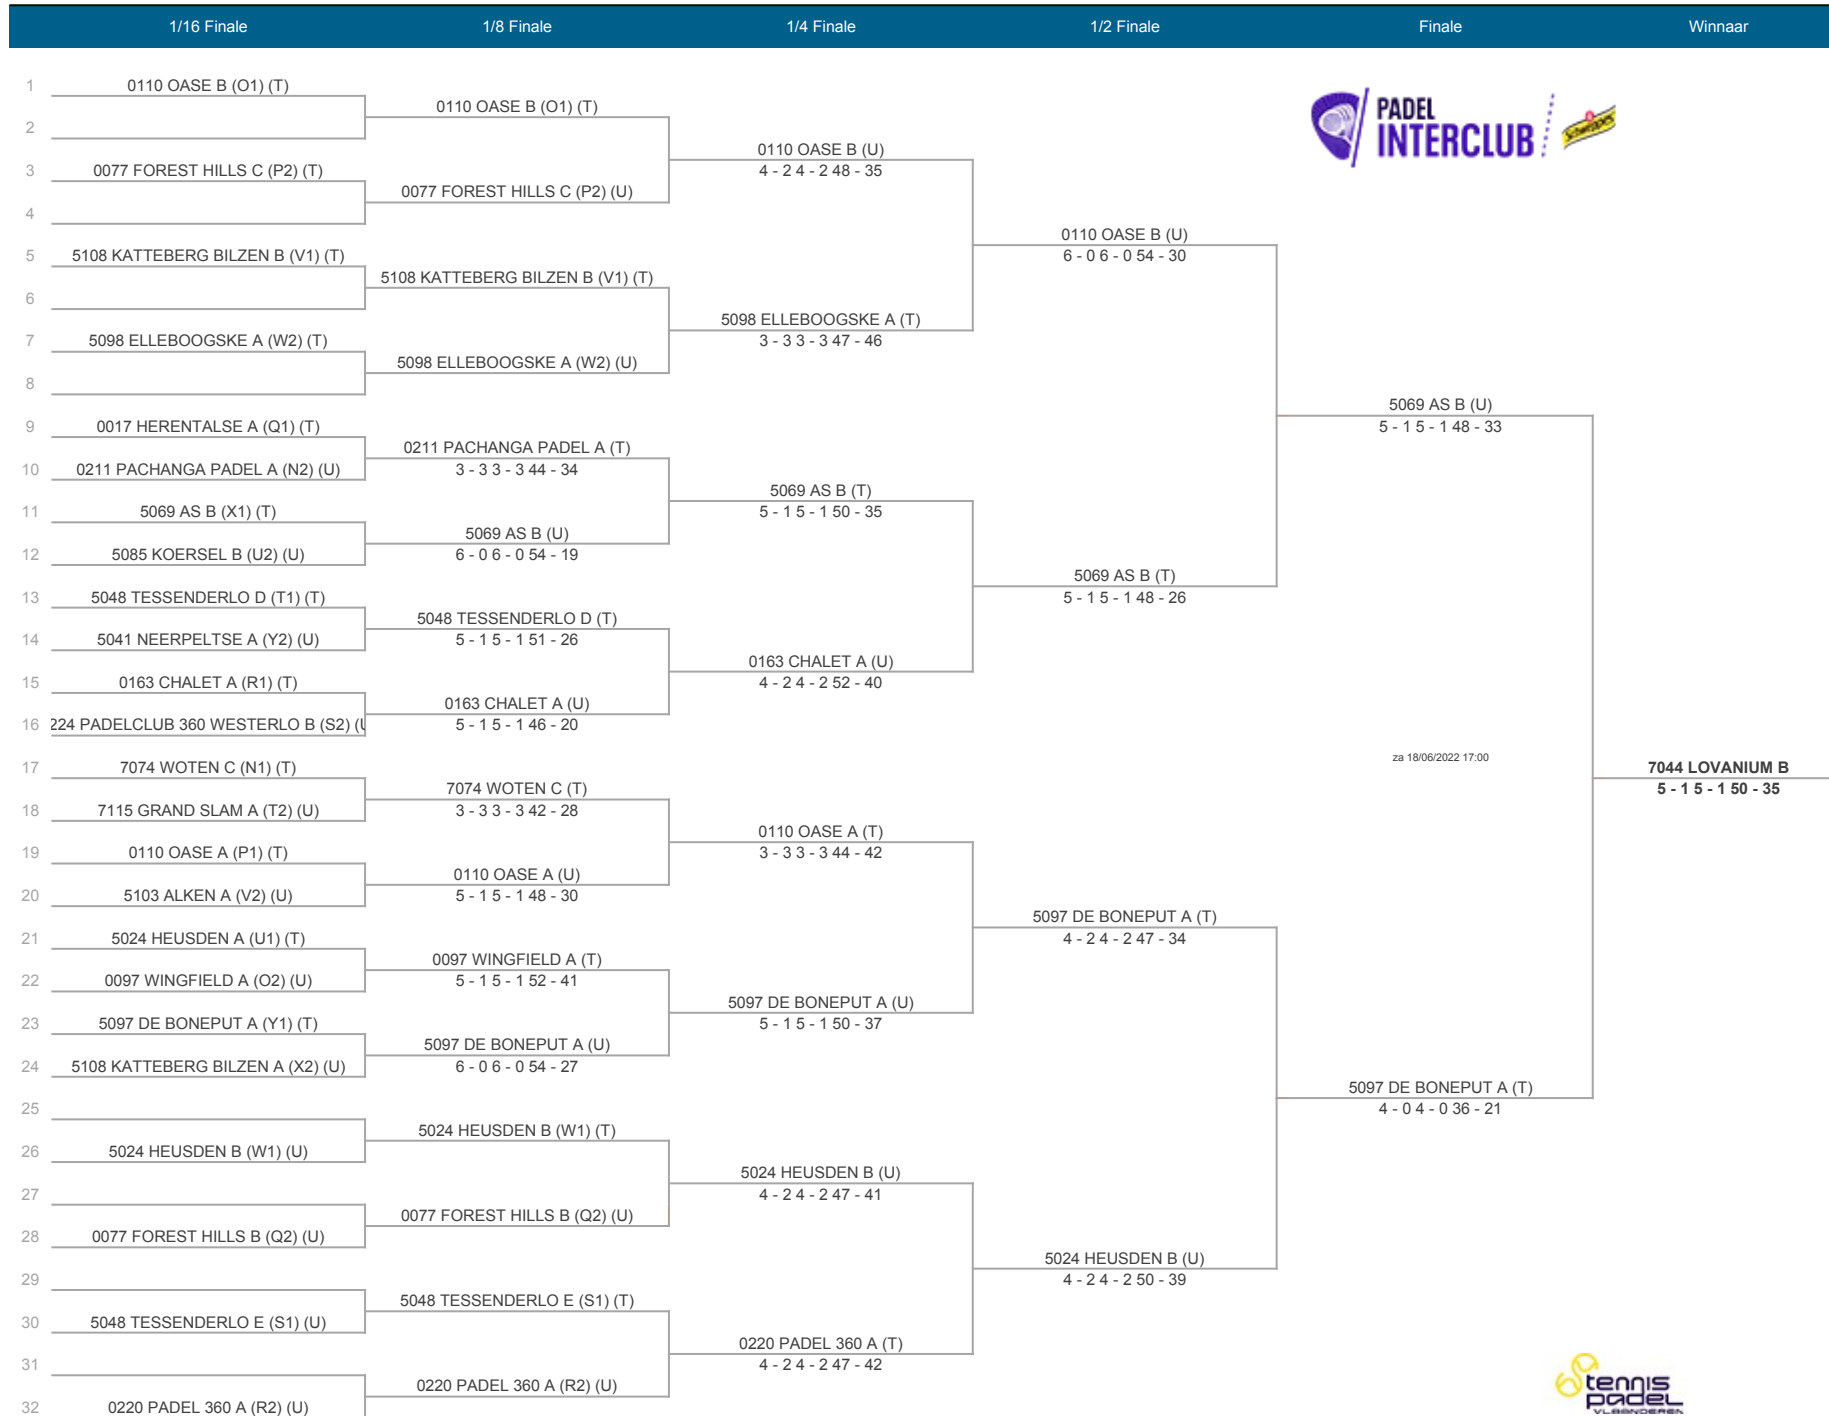 1/16 Finale 1/8 Finale 1/4 Finale 1/2 Finale Finale Winnaar
1 0110 OASE B (O1) (T)
0110 OASE B (O1) (T)
PADEL
INTERCLUB
Schweppes
2
0110 OASE B (U)
4 - 2 4 - 2 48 - 35
3 0077 FOREST HILLS C (P2) (T)
0077 FOREST HILLS C (P2) (U)
4
0110 OASE B (U)
6 - 0 6 - 0 54 - 30
5 5108 KATTEBERG BILZEN B (V1) (T)
5108 KATTEBERG BILZEN B (V1) (T)
6
5098 ELLEBOOGSKE A (T)
3 - 3 3 - 3 47 - 46
7 5098 ELLEBOOGSKE A (W2) (T)
5098 ELLEBOOGSKE A (W2) (U)
8
5069 AS B (U)
5 - 1 5 - 1 48 - 33
9 0017 HERENTALSE A (Q1) (T)
0211 PACHANGA PADEL A (T)
3 - 3 3 - 3 44 - 34
10 0211 PACHANGA PADEL A (N2) (U)
5069 AS B (T)
5 - 1 5 - 1 50 - 35
11 5069 AS B (X1) (T)
5069 AS B (U)
6 - 0 6 - 0 54 - 19
12 5085 KOERSEL B (U2) (U)
5069 AS B (T)
5 - 1 5 - 1 48 - 26
13 5048 TESSENDERLO D (T1) (T)
5048 TESSENDERLO D (T)
5 - 1 5 - 1 51 - 26
14 5041 NEERPELTSE A (Y2) (U)
0163 CHALET A (U)
4 - 2 4 - 2 52 - 40
15 0163 CHALET A (R1) (T)
0163 CHALET A (U)
5 - 1 5 - 1 46 - 20
16 224 PADELCLUB 360 WESTERLO B (S2) (U
za 18/06/2022 17:00
7044 LOVANIUM B
5 - 1 5 - 1 50 - 35
17 7074 WOTEN C (N1) (T)
7074 WOTEN C (T)
3 - 3 3 - 3 42 - 28
18 7115 GRAND SLAM A (T2) (U)
0110 OASE A (T)
3 - 3 3 - 3 44 - 42
19 0110 OASE A (P1) (T)
0110 OASE A (U)
5 - 1 5 - 1 48 - 30
20 5103 ALKEN A (V2) (U)
5097 DE BONEPUT A (T)
4 - 2 4 - 2 47 - 34
21 5024 HEUSDEN A (U1) (T)
0097 WINGFIELD A (T)
5 - 1 5 - 1 52 - 41
22 0097 WINGFIELD A (O2) (U)
5097 DE BONEPUT A (U)
5 - 1 5 - 1 50 - 37
23 5097 DE BONEPUT A (Y1) (T)
5097 DE BONEPUT A (U)
6 - 0 6 - 0 54 - 27
24 5108 KATTEBERG BILZEN A (X2) (U)
5097 DE BONEPUT A (T)
4 - 0 4 - 0 36 - 21
25
5024 HEUSDEN B (W1) (T)
26 5024 HEUSDEN B (W1) (U)
5024 HEUSDEN B (U)
4 - 2 4 - 2 47 - 41
27
0077 FOREST HILLS B (Q2) (U)
28 0077 FOREST HILLS B (Q2) (U)
5024 HEUSDEN B (U)
4 - 2 4 - 2 50 - 39
29
5048 TESSENDERLO E (S1) (T)
30 5048 TESSENDERLO E (S1) (U)
0220 PADEL 360 A (T)
4 - 2 4 - 2 47 - 42
31
0220 PADEL 360 A (R2) (U)
32 0220 PADEL 360 A (R2) (U)
tennis
padel
VLAANDEREN